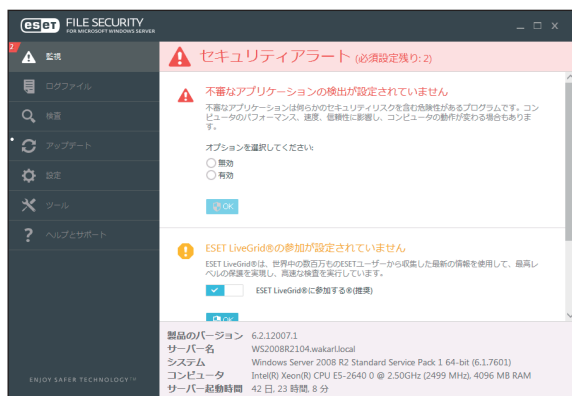 eset FILE SECURITY
FOR MICROSOFT WINDOWS SERVER
2
監視
ログファイル
検査
アップデート
設定
ツール
ヘルプとサポート
ENJOY SAFER TECHNOLOGY™
セキュリティアラート (必須設定残り: 2)
不審なアプリケーションの検出が設定されていません
不審なアプリケーションは何らかのセキュリティリスクを含む危険性があるプログラムです。コン
ピュータのパフォーマンス、速度、信頼性に影響し、コンピュータの動作が変わる場合もありま
す。
オプションを選択してください:
無効
有効
OK
ESET LiveGrid®の参加が設定されていません
ESET LiveGrid®は、世界中の数百万ものESETユーザーから収集した最新の情報を使用して、最高レ
ベルの保護を実現し、高速な検査を実行しています。
ESET LiveGrid®に参加する®(推奨)
OK
製品のバージョン 6.2.12007.1
サーバー名 WS2008R2104.wakarl.local
システム Windows Server 2008 R2 Standard Service Pack 1 64-bit (6.1.7601)
コンピュータ Intel(R) Xeon(R) CPU E5-2640 0 @ 2.50GHz (2499 MHz), 4096 MB RAM
サーバー起動時間 42 日, 23 時間, 8 分